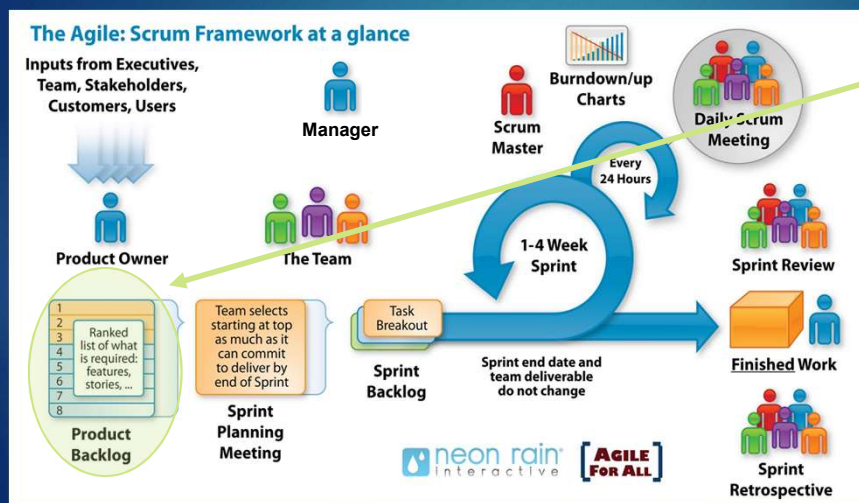 The Agile: Scrum Framework at a glance
Inputs from Executives,
Team, Stakeholders,
Customers, Users
Manager
Scrum
Master
Burndown/up
Charts
Daily Scrum
Meeting
Every
24 Hours
Product Owner
The Team
1-4 Week
Sprint
Sprint Review
1
2
3
4
5
6
7
8
Ranked
list of what
is required:
features,
stories, ...
Product
Backlog
Team selects
starting at top
as much as it
can commit
to deliver by
end of Sprint
Sprint
Planning
Meeting
Task
Breakout
Sprint
Backlog
Sprint end date and
team deliverable
do not change
Finished Work
neon rain
interactive
AGILE
FOR ALL
Sprint
Retrospective